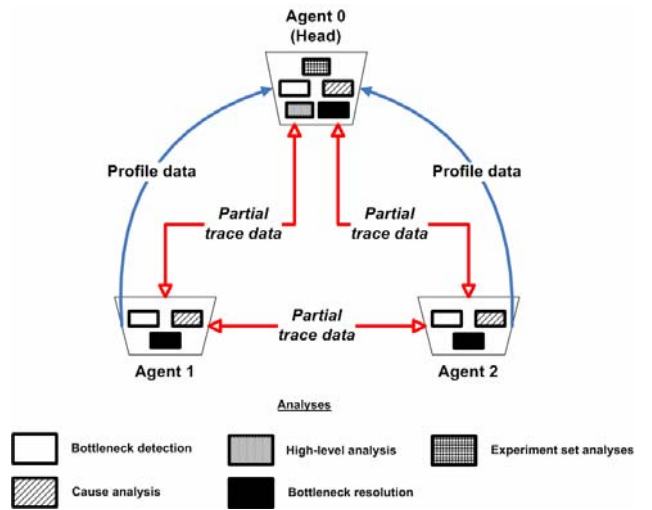 Agent 0
(Head)
Profile data
Profile data
Partial
trace data
Partial
trace data
Partial
trace data
Agent 1
Agent 2
Analyses
Bottleneck detection
High-level analysis
Experiment set analyses
Cause analysis
Bottleneck resolution